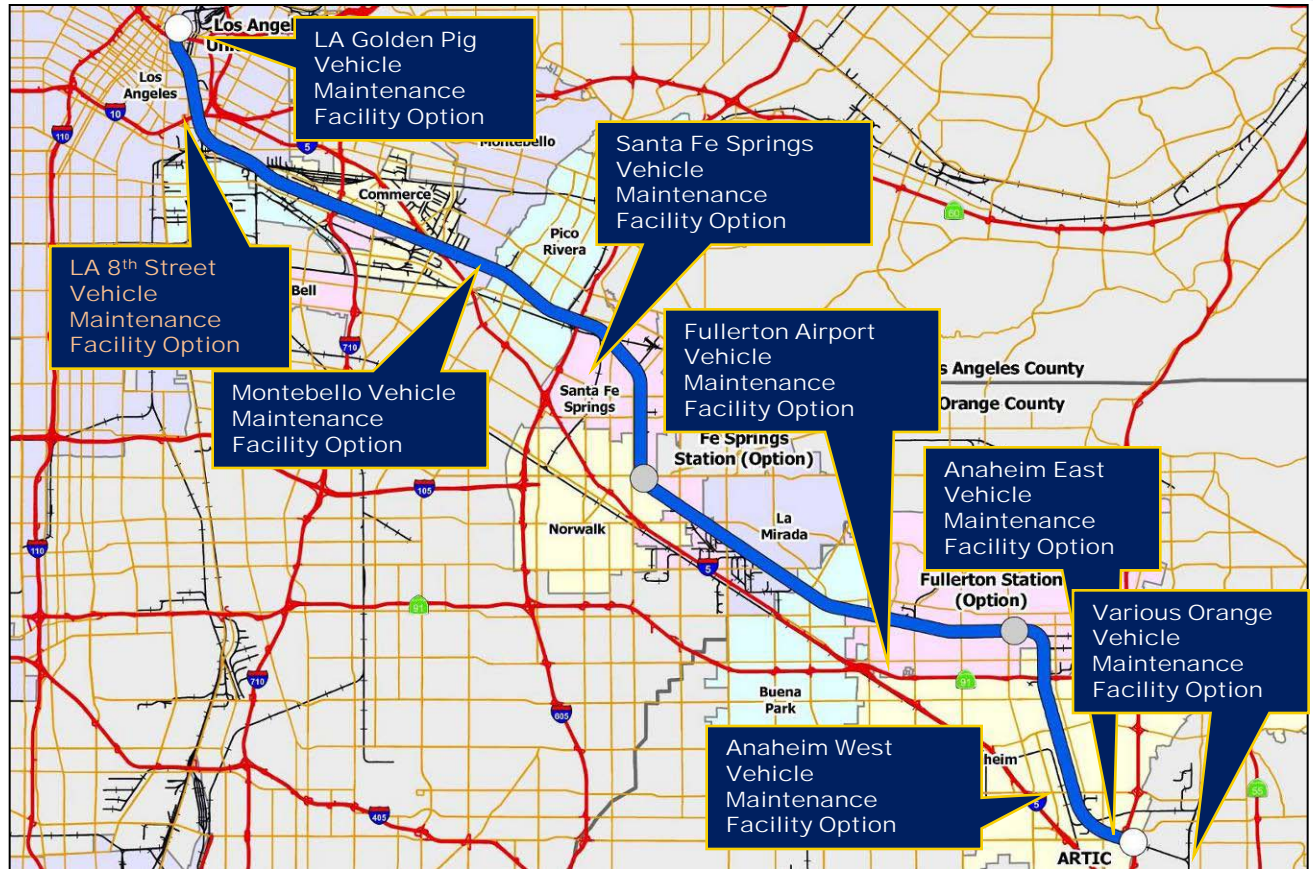 Los Angel
Uni
LA Golden Pig
Vehicle
Maintenance
Facility Option
Los
Angeles
10
110
5
Montebello
Santa Fe Springs
Vehicle
Maintenance
Facility Option
Commerce
60
Pico
Rivera
LA 8th Street
Vehicle
Maintenance
Facility Option
Bell
710
Fullerton Airport
Vehicle
Maintenance
Facility Option
s Angeles County
Orange County
Montebello Vehicle
Maintenance
Facility Option
Santa Fe
Springs
Fe Springs
Station (Option)
105
Anaheim East
Vehicle
Maintenance
Facility Option
Norwalk
La
Mirada
110
5
Fullerton Station
(Option)
91
Various Orange
Vehicle
Maintenance
Facility Option
710
91
Buena
Park
605
Anaheim West
Vehicle
Maintenance
Facility Option
heim
5
55
405
ARTIC